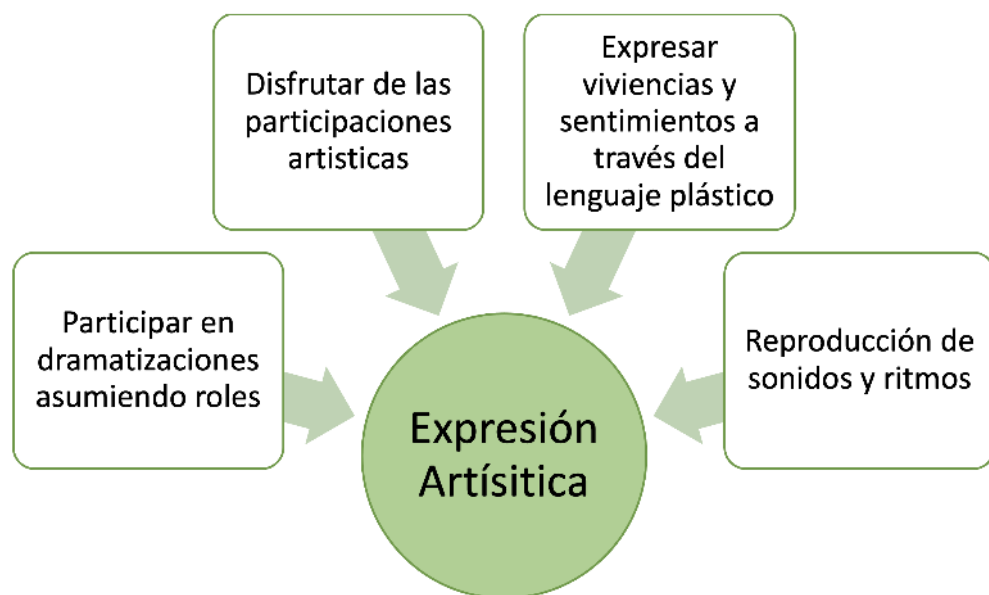 Disfrutar de las
participaciones
artisticas
Expresar
viviencias y
sentimientos a
través del
lenguaje plástico
Participar en
dramatizaciones
asumiendo roles
Reproducción de
sonidos y ritmos
Expresión
Artísitica